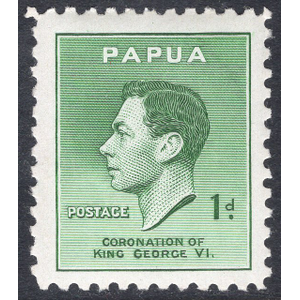 PAPUA
POSTAGE
1d.
CORONATION OF
KING GEORGE VI.